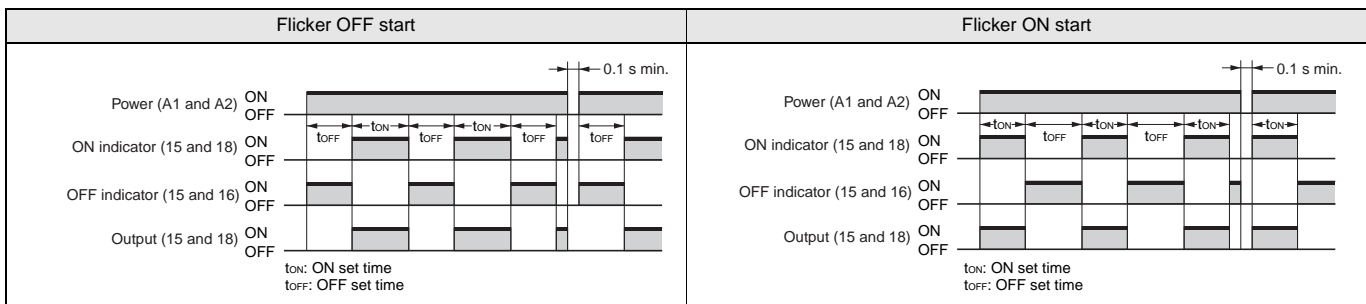 Flicker OFF start
0.1 s min.
Power (A1 and A2) ON
OFF
tOFF tON tOFF tON tOFF tOFF
ON indicator (15 and 18) ON
OFF
OFF indicator (15 and 16) ON
OFF
Output (15 and 18) ON
OFF
tON: ON set time
tOFF: OFF set time
Flicker ON start
0.1 s min.
Power (A1 and A2) ON
OFF
tON tOFF tON tOFF tON tON
ON indicator (15 and 18) ON
OFF
OFF indicator (15 and 16) ON
OFF
Output (15 and 18) ON
OFF
tON: ON set time
tOFF: OFF set time